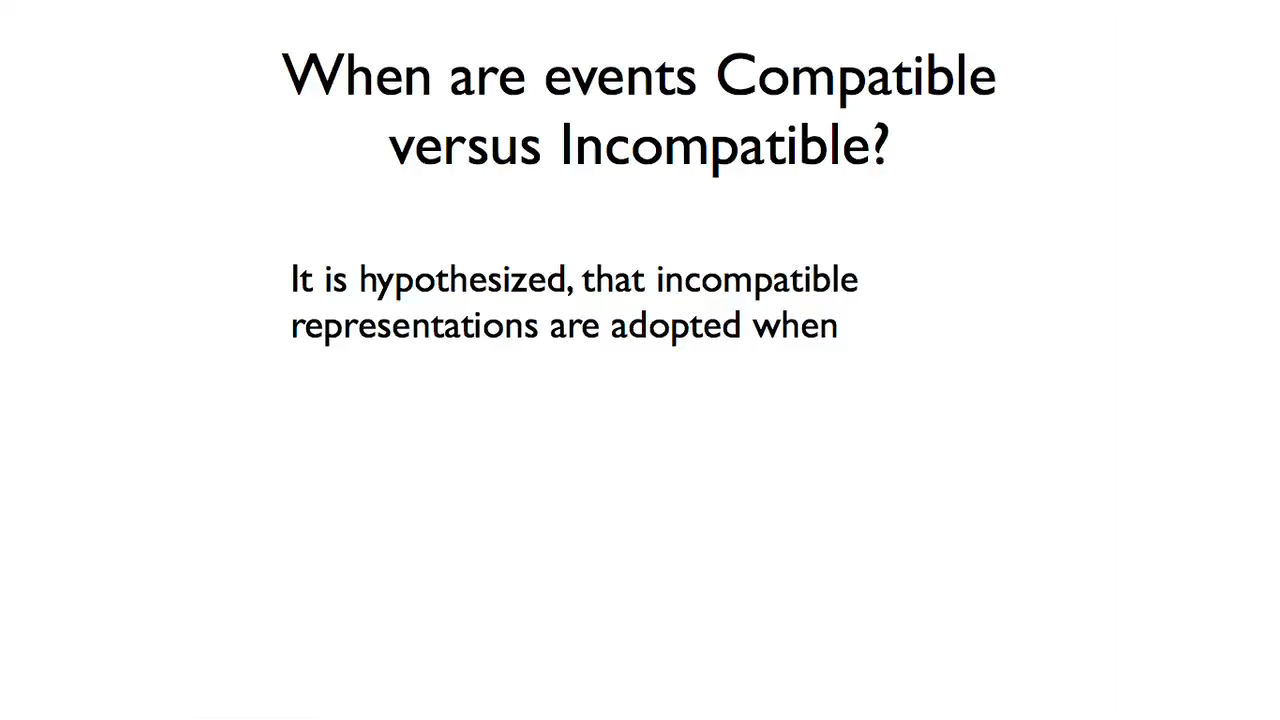 When are events Compatible
versus Incompatible?
It is hypothesized, that incompatible
representations are adopted when